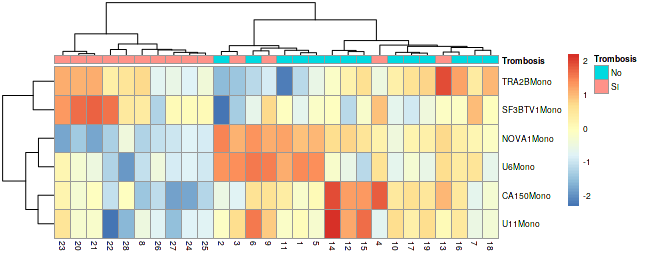 Trombosis
TRA2BMono
SF3BTV1Mono
NOVA1Mono
U6Mono
CA150Mono
U11Mono
23 20 21 22 28 8 26 27 24 25 2 3 6 9 11 1 5 14 12 15 4 10 17 19 13 16 7 18
2
1
0
-1
-2
Trombosis
No
SI